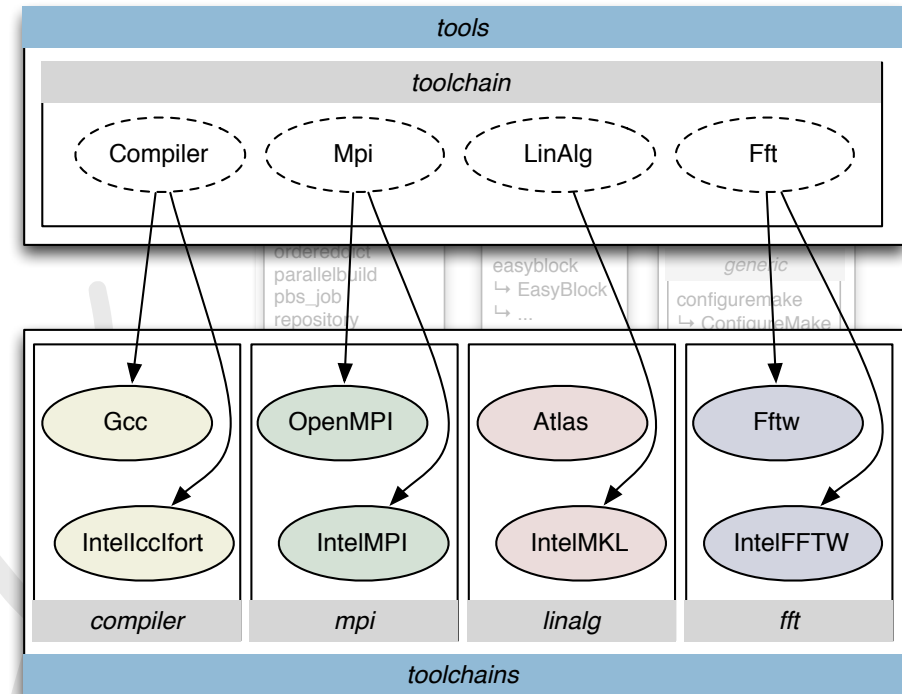 tools
toolchain
Compiler
Mpi
LinAlg
Fft
ordereddict
parallelbuild
pbs_job
repository
easyblock
↳ EasyBlock
↳ ...
generic
configuremake
↳ ConfigureMake
Gcc
OpenMPI
Atlas
Fftw
IntelIccIfort
IntelMPI
IntelMKL
IntelFFTW
compiler
mpi
linalg
fft
toolchains